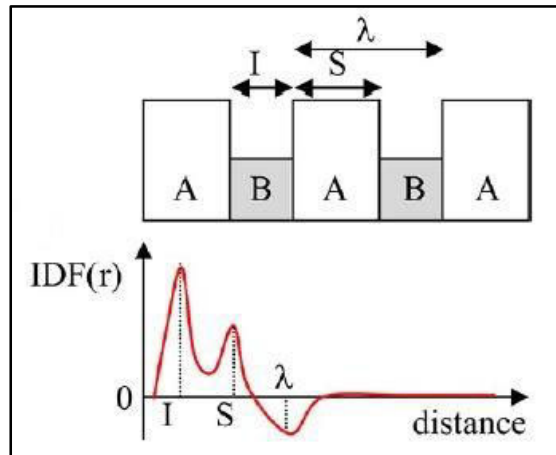 λ
I S
A B A B A
IDF(r)
λ
0 I S distance